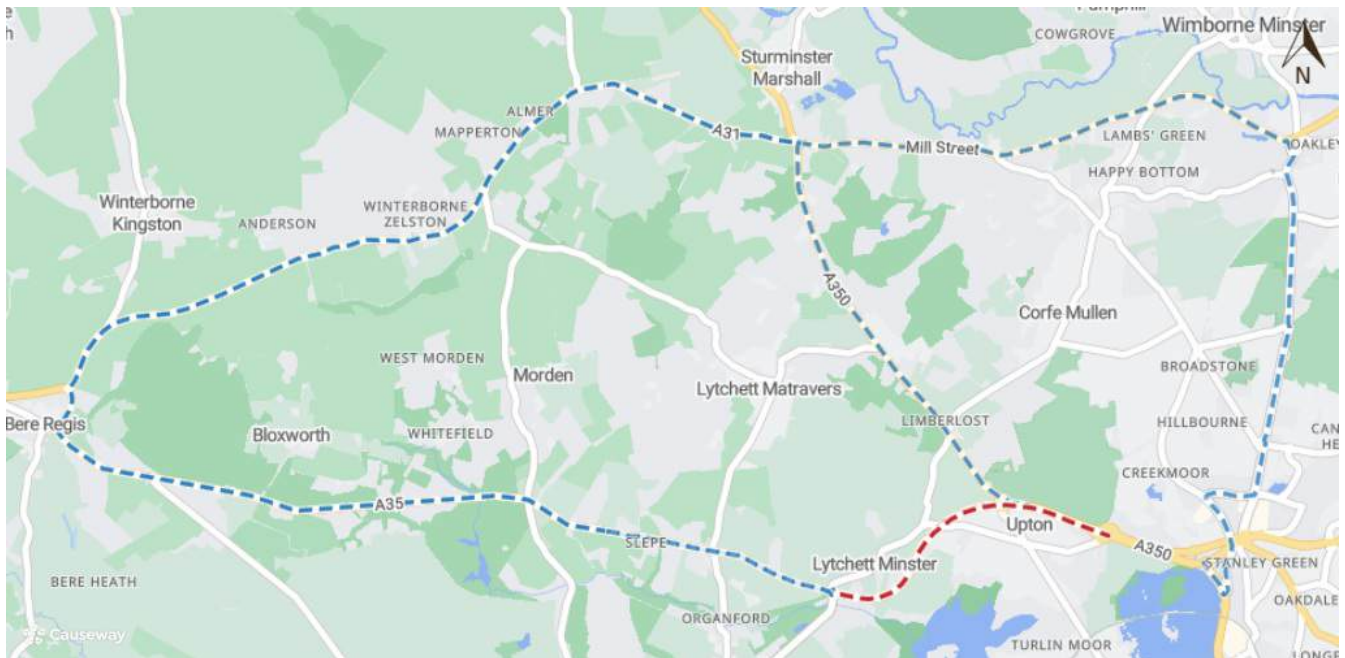 h
COWGROVE
Wimborne Minster
Sturminster
Marshall
N
ALMER
MAPPERTON
A31
Mill Street
LAMBS' GREEN
OAKLEY
HAPPY BOTTOM
Winterborne
Kingston
WINTERBORNE
ZELSTON
ANDERSON
A350
Corfe Mullen
WEST MORDEN
Morden
Lytchett Matravers
BROADSTONE
Bere Regis
Bloxworth
WHITEFIELD
LIMBERLOST
HILLBOURNE
CAN
HE
CREEKMOOR
A35
Upton
A350
SLEPE
Lytchett Minster
STANLEY GREEN
BERE HEATH
OAKDALE
ORGANFORD
Causeway
TURLIN MOOR